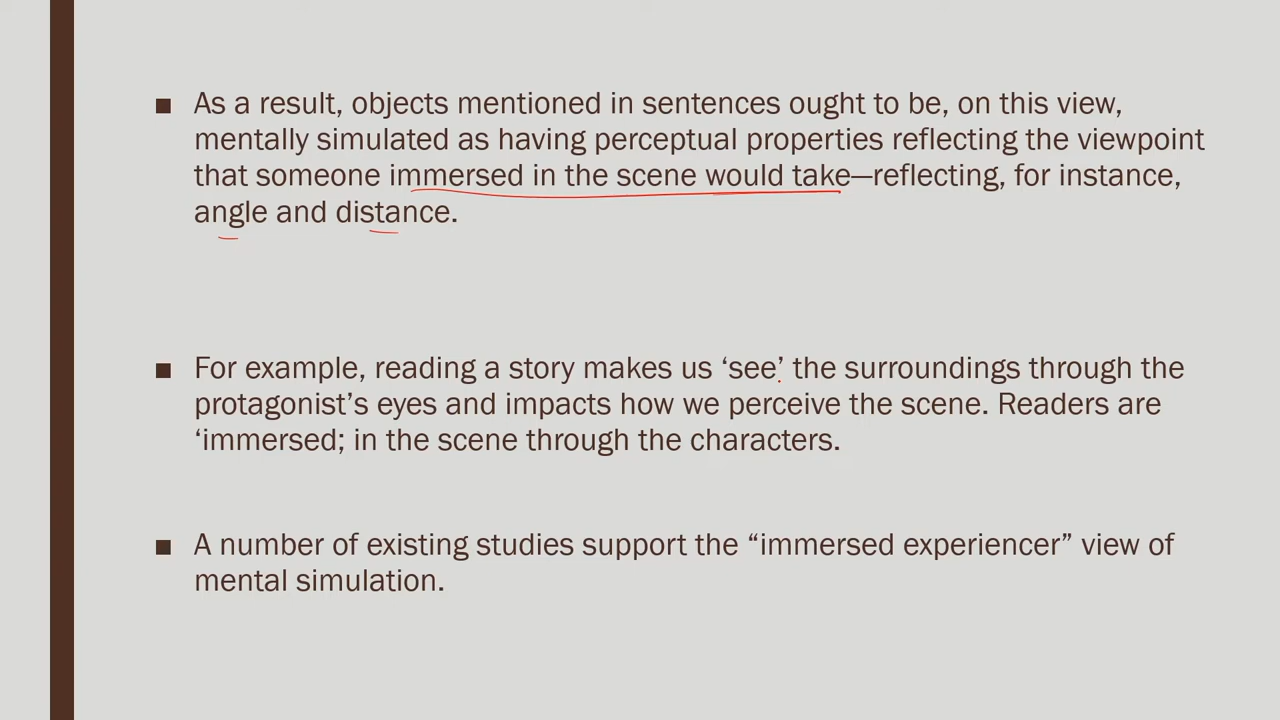 ■ As a result, objects mentioned in sentences ought to be, on this view,
mentally simulated as having perceptual properties reflecting the viewpoint
that someone immersed in the scene would take—reflecting, for instance,
angle and distance.
■ For example, reading a story makes us ‘see’ the surroundings through the
protagonist’s eyes and impacts how we perceive the scene. Readers are
‘immersed; in the scene through the characters.
■ A number of existing studies support the “immersed experiencer” view of
mental simulation.